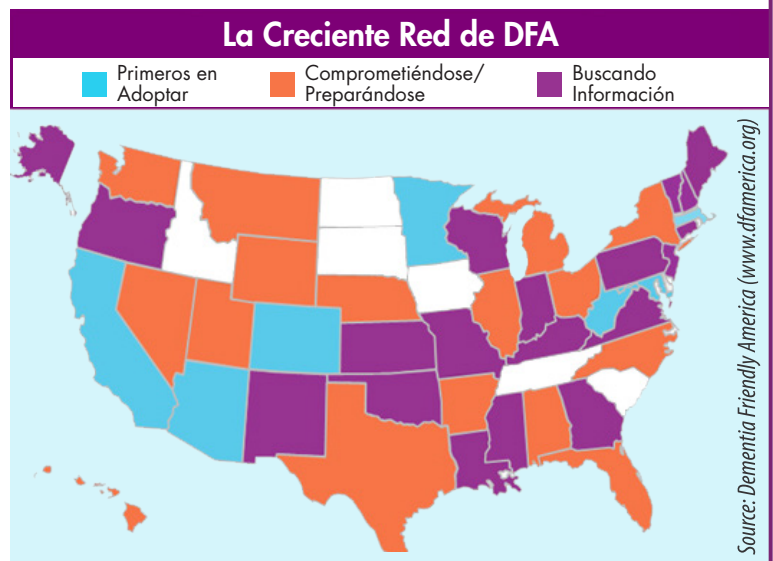 La Creciente Red de DFA
Primeros en
Adoptar
Comprometiéndose/
Preparándose
Buscando
Información
Source: Dementia Friendly America (www.dfamerica.org)